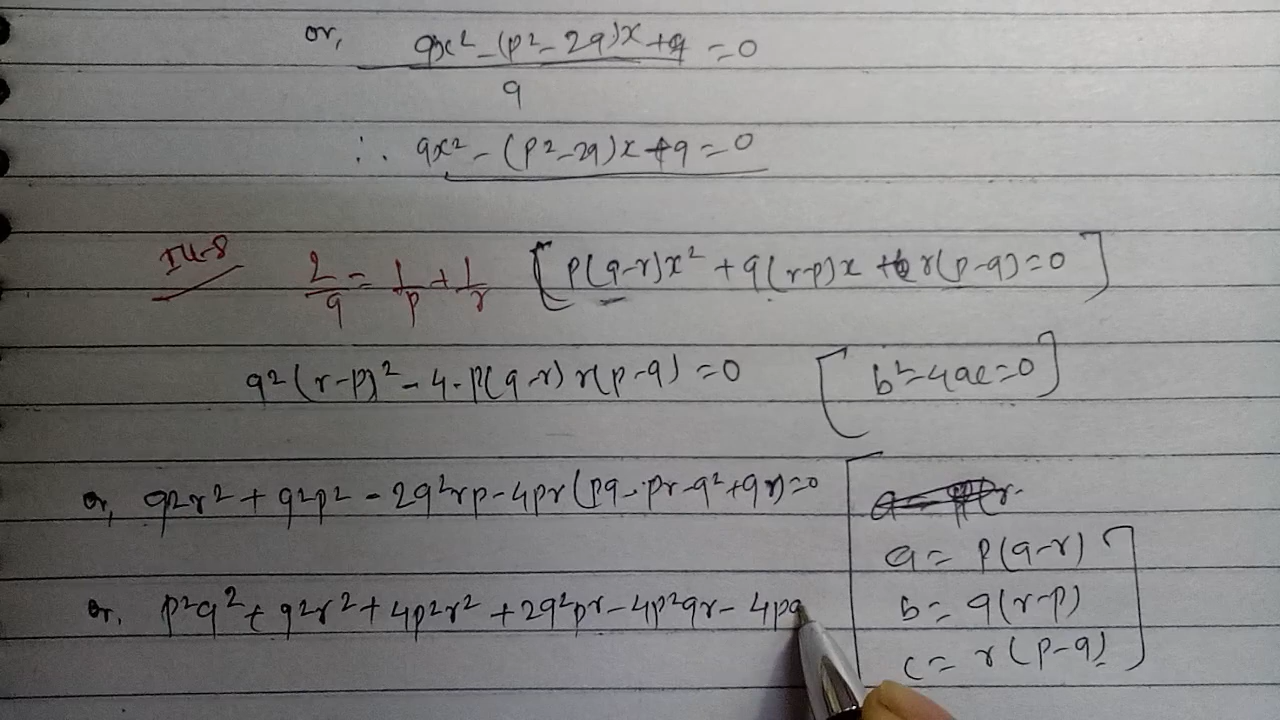 or, qx² - (p² - 2q)x + q = 0
q
∴ qx² - (p² - 2q)x + q = 0
2/q = 1/p + 1/r [p(q-r)x² + q(r-p)x + r(p-q) = 0]
q²(r-p)² - 4·p(q-r) r(p-q) = 0 [b² - 4ac = 0]
or, q²r² + q²p² - 2q²rp - 4pr(pq - pr - q² + qr) = 0
a = p(q-r)
or, p²q² + q²r² + 4p²r² + 2q²pr - 4p²qr - 4pq
b = q(r-p)
c = r(p-q)